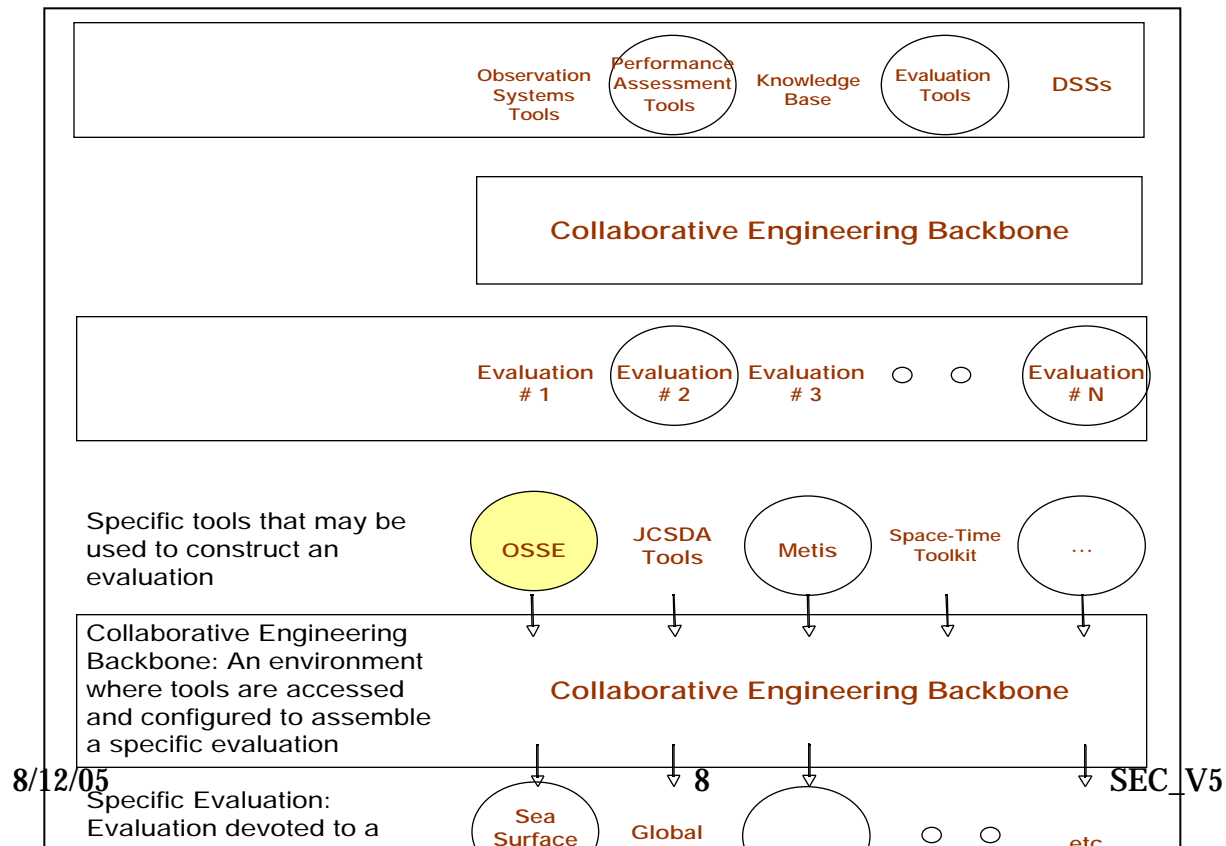 Observation
Systems
Tools
Performance
Assessment
Tools
Knowledge
Base
Evaluation
Tools
DSSs
Collaborative Engineering Backbone
Evaluation
# 1
Evaluation
# 2
Evaluation
# 3
Evaluation
# N
Specific tools that may be
used to construct an
evaluation
OSSE
JCSDA
Tools
Metis
Space-Time
Toolkit
...
Collaborative Engineering
Backbone: An environment
where tools are accessed
and configured to assemble
a specific evaluation
Collaborative Engineering Backbone
8/12/05
8
SEC_V5
Specific Evaluation:
Evaluation devoted to a
Sea
Surface
Global
etc